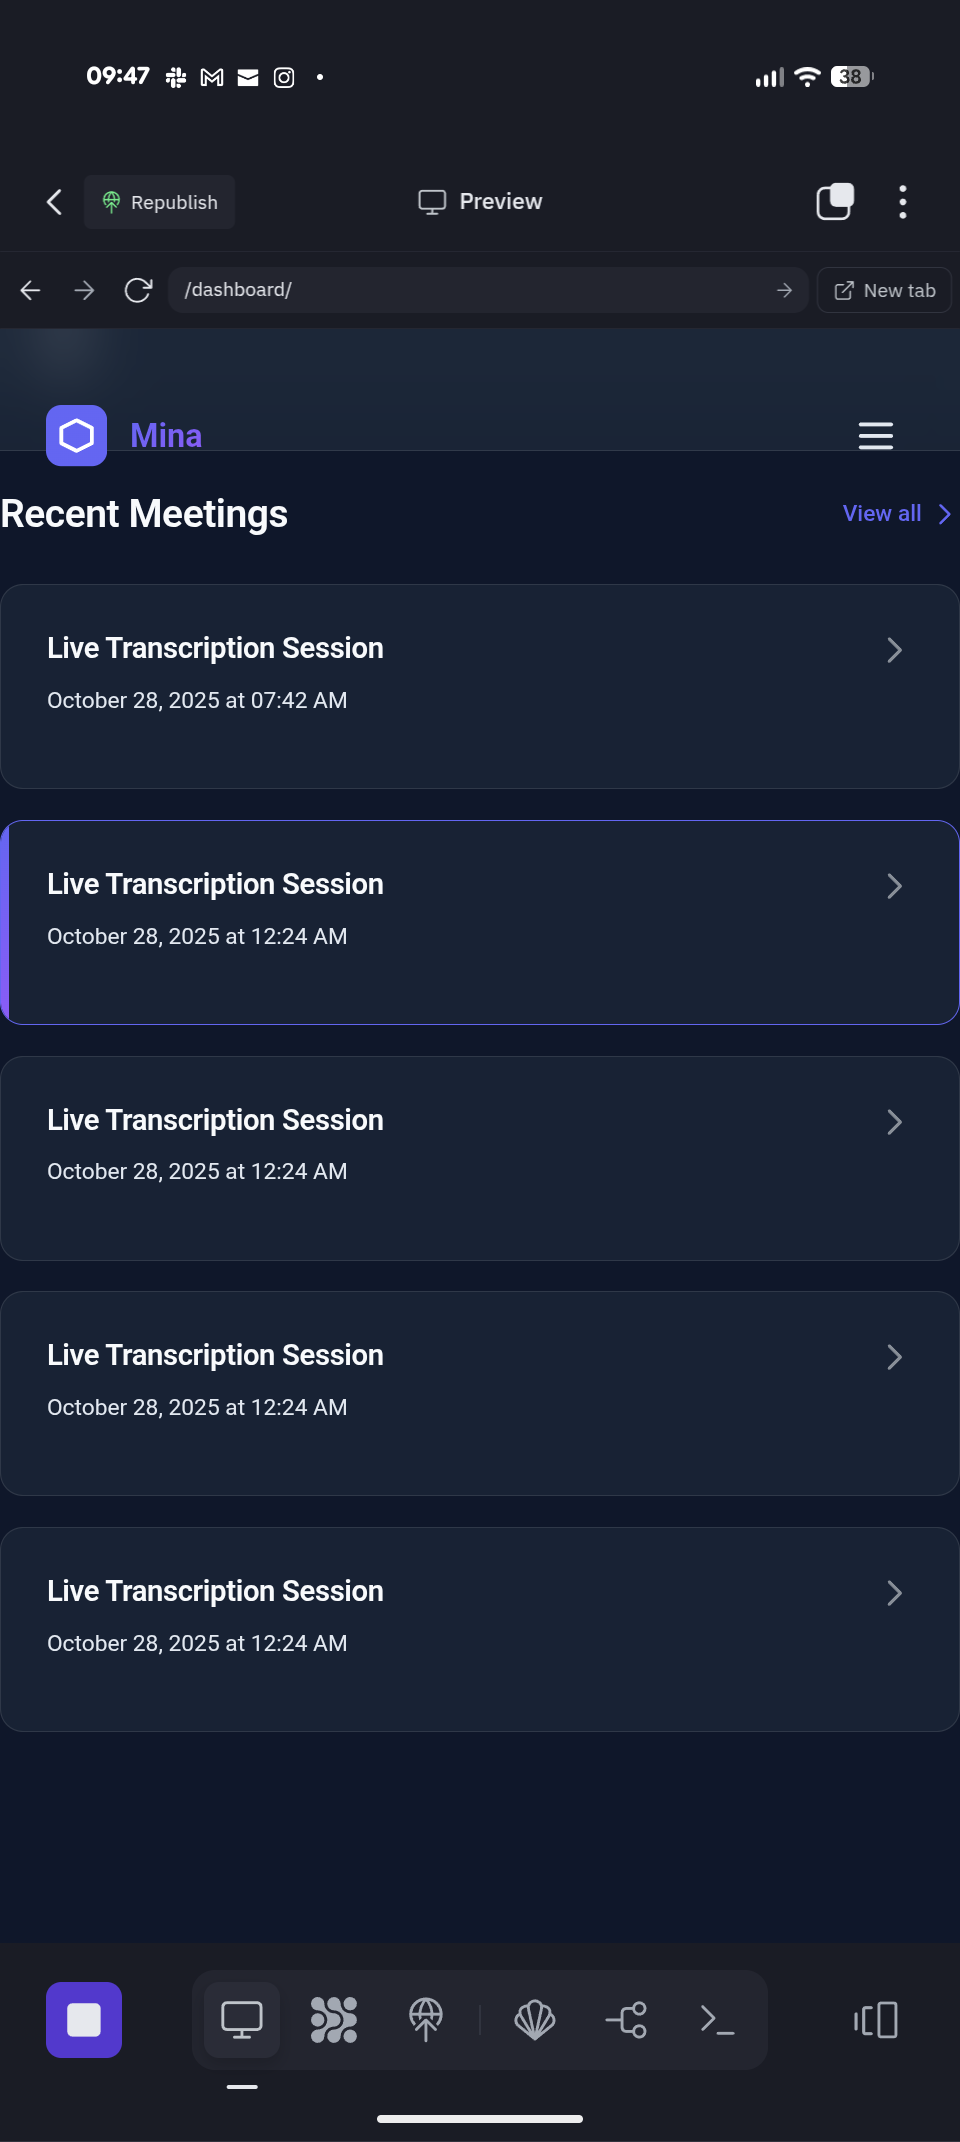 09:47
38
Republish
Preview
/dashboard/
New tab
Mina
Recent Meetings
View all
Live Transcription Session
October 28, 2025 at 07:42 AM
Live Transcription Session
October 28, 2025 at 12:24 AM
Live Transcription Session
October 28, 2025 at 12:24 AM
Live Transcription Session
October 28, 2025 at 12:24 AM
Live Transcription Session
October 28, 2025 at 12:24 AM